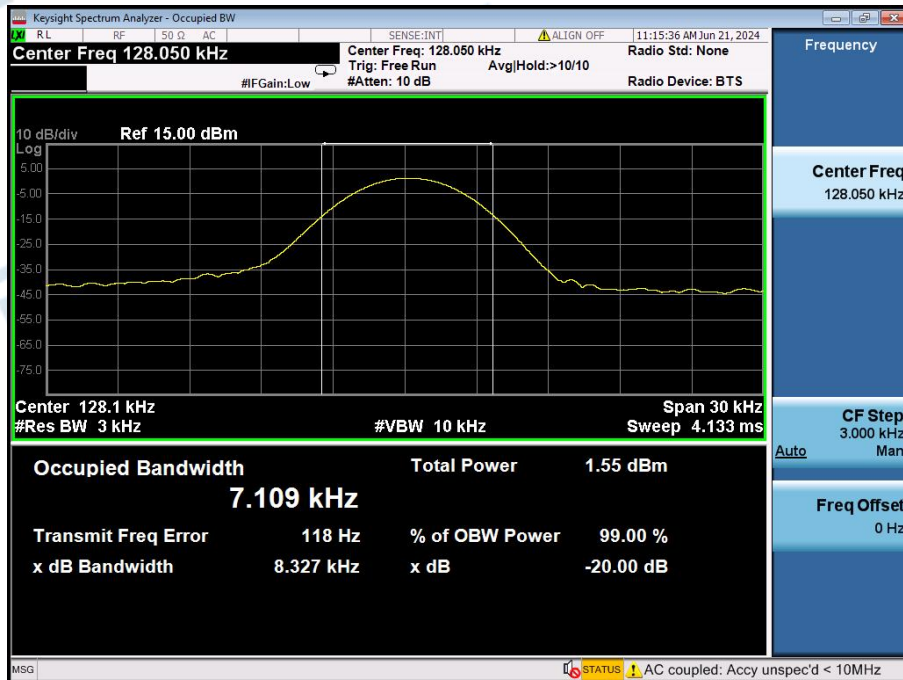 Keysight Spectrum Analyzer - Occupied BW
LXI RL RF 50 Ω AC SENSE:INT ALIGN OFF 11:15:36 AM Jun 21, 2024
Center Freq 128.050 kHz
Center Freq: 128.050 kHz Radio Std: None
Trig: Free Run Avg|Hold:>10/10
#IFGain:Low #Atten: 10 dB Radio Device: BTS
Frequency
10 dB/div Ref 15.00 dBm
Log
5.00
-5.00
-15.0
-25.0
-35.0
-45.0
-55.0
-65.0
-75.0
Center 128.1 kHz Span 30 kHz
#Res BW 3 kHz #VBW 10 kHz Sweep 4.133 ms
Center Freq
128.050 kHz
CF Step
3.000 kHz
Auto Man
Freq Offset
0 Hz
Occupied Bandwidth Total Power 1.55 dBm
7.109 kHz
Transmit Freq Error 118 Hz % of OBW Power 99.00 %
x dB Bandwidth 8.327 kHz x dB -20.00 dB
MSG STATUS AC coupled: Accy unspec'd < 10MHz